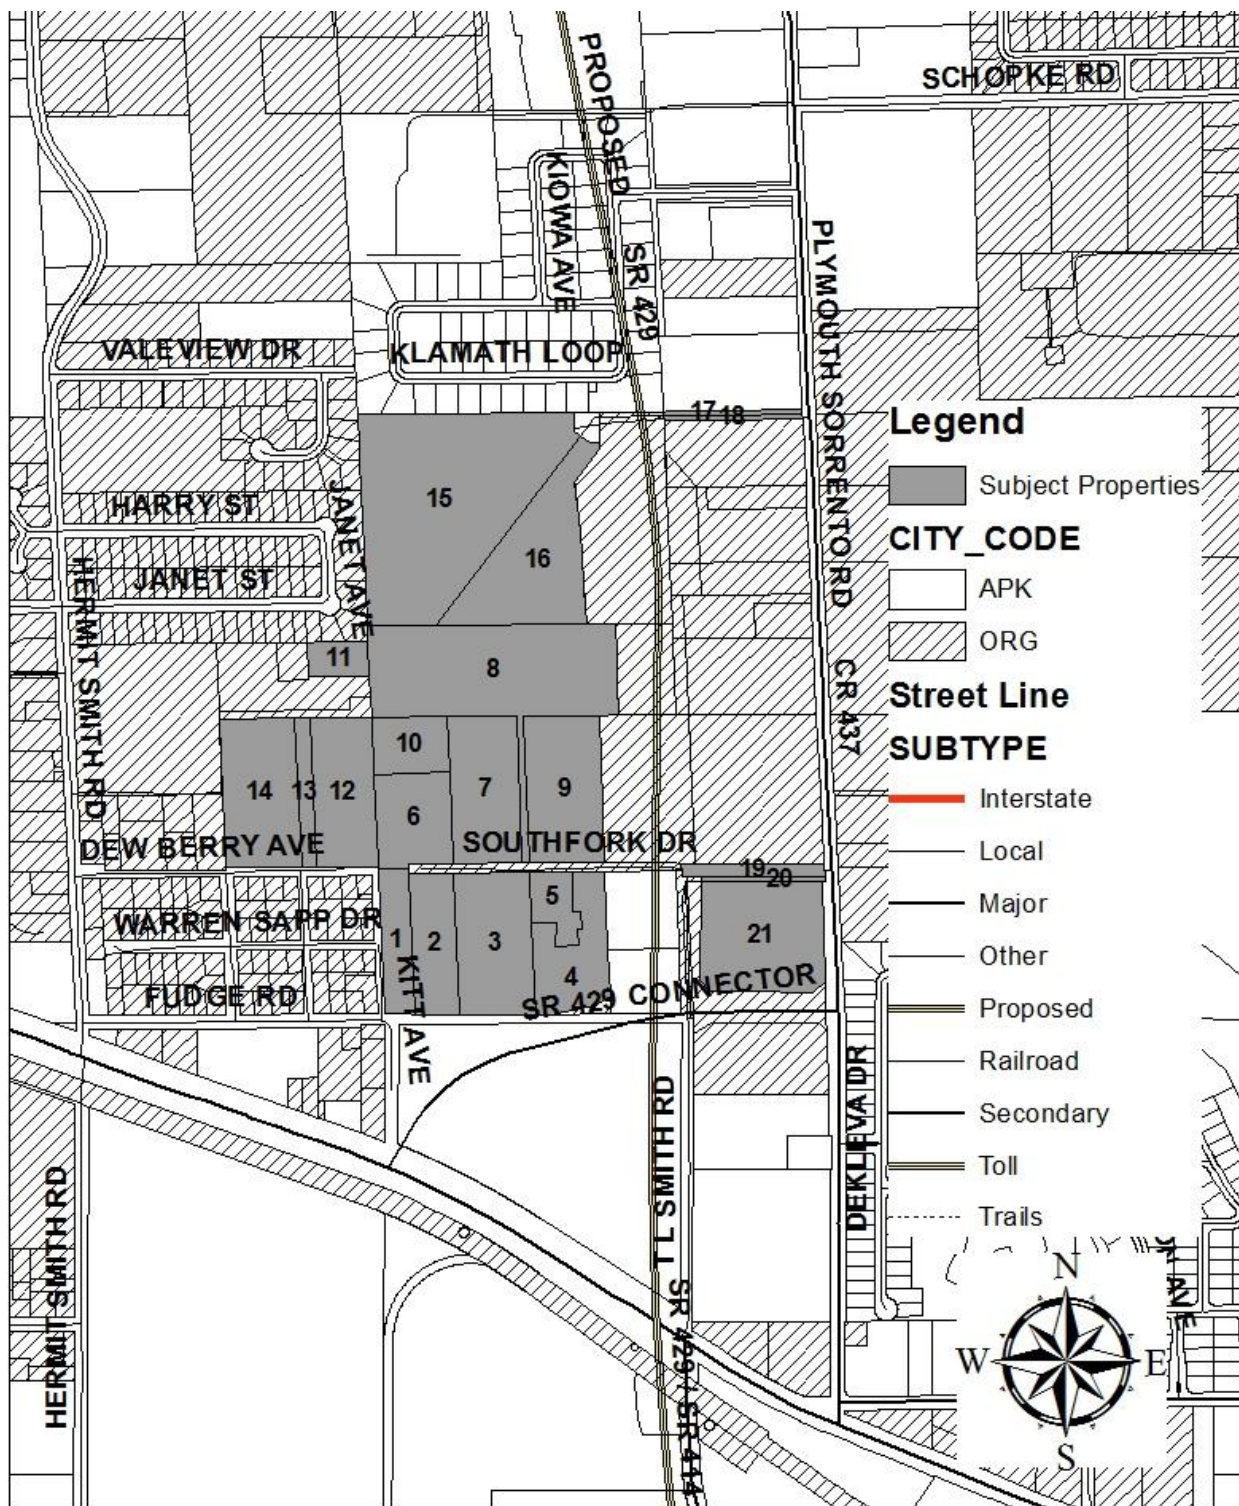 PROPOSED
SCHOPKE RD
KIOWA AVE
SR 429
PLYMOUTH SORRENTO RD
VALEVIEW DR
KLAMATH LOOP
17 18
Legend
Subject Properties
CITY_CODE
APK
ORG
Street Line
SUBTYPE
Interstate
Local
Major
Other
Proposed
Railroad
Secondary
Toll
Trails
15
HARRY ST
JANET AVE
16
JANET ST
HERMIT SMITH RD
11
8
CR 437
10
14
13
12
7
9
6
DEW BERRY AVE
SOUTHFORK DR
19
20
5
WARREN SAPP DR
1
2
3
21
4
FUDGE RD
KITT AVE
SR 429 CONNECTOR
DEKLEVA DR
T L SMITH RD
HERMIT SMITH RD
SR 429 / SR 414
AVE
N
W
E
S